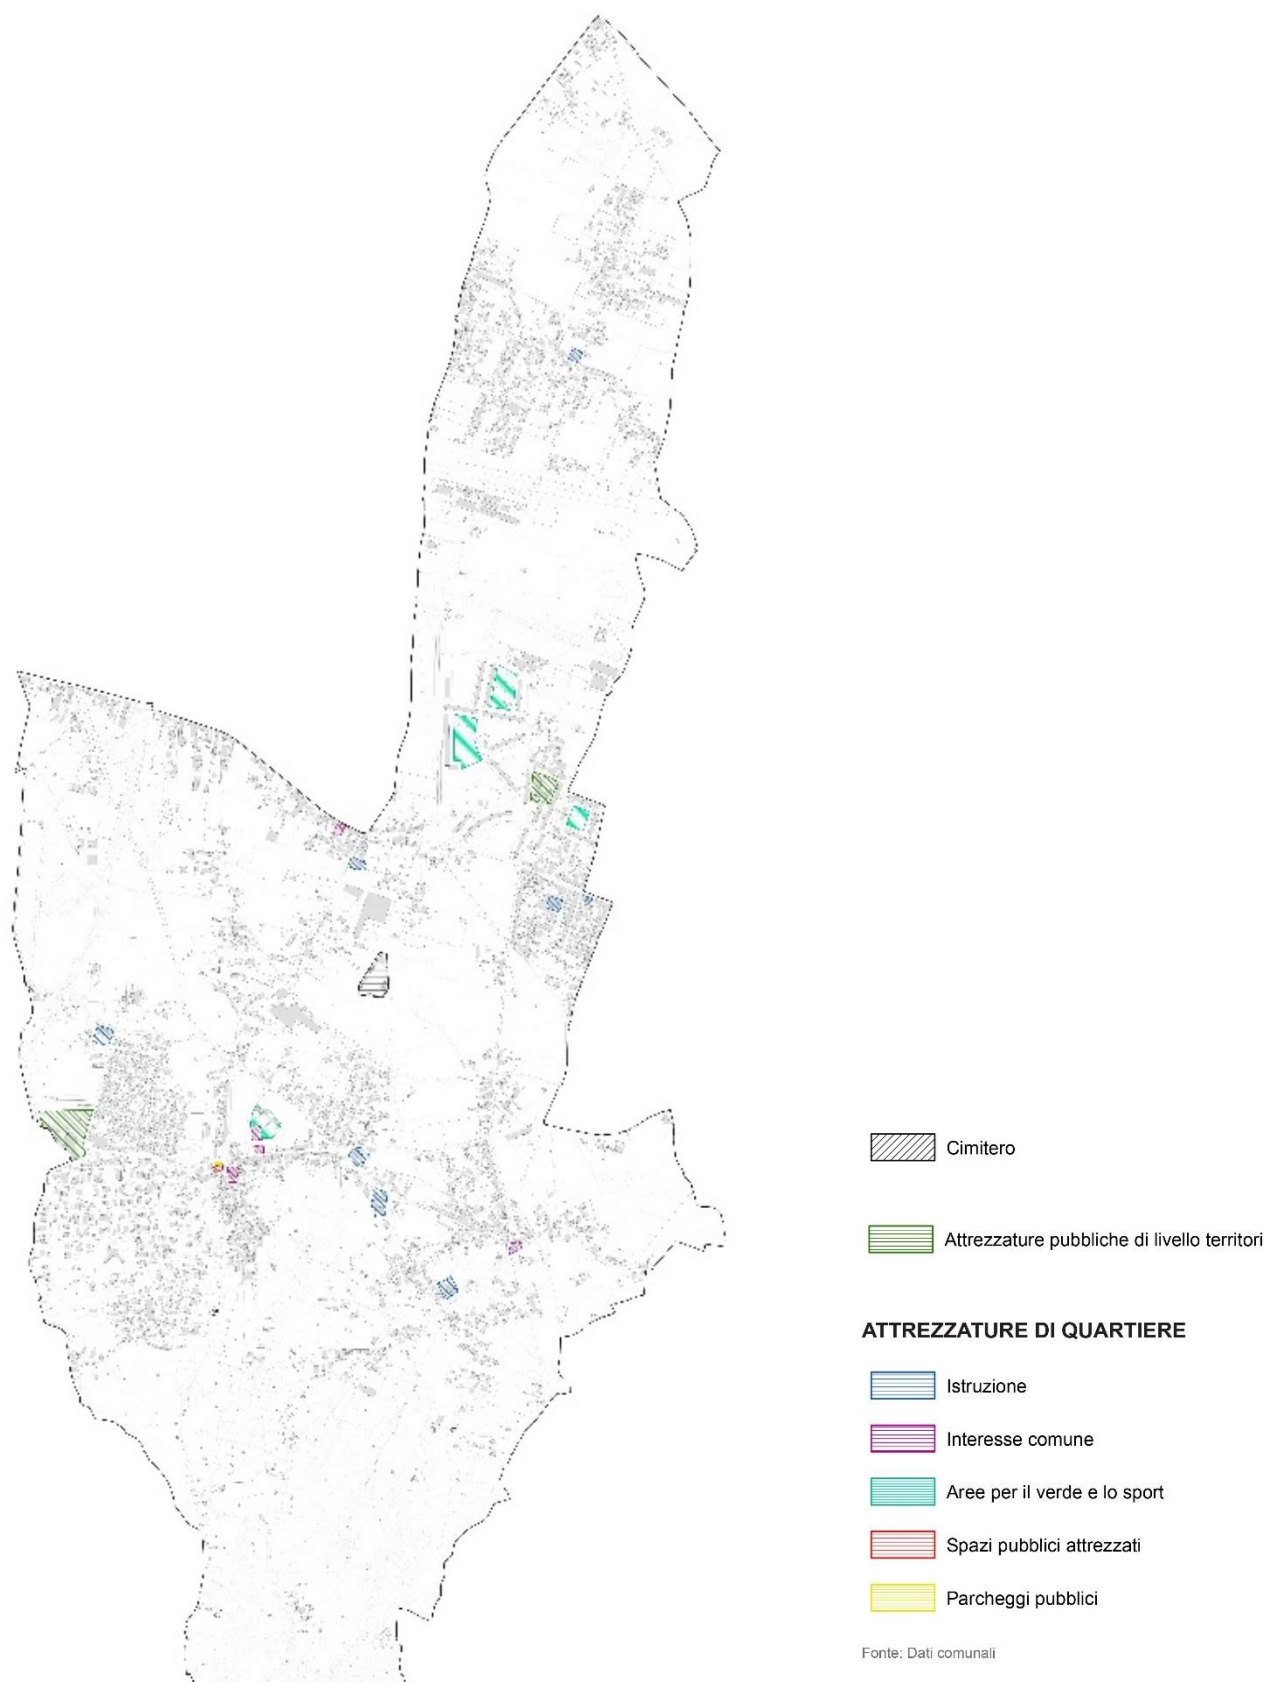 Cimitero
Attrezzature pubbliche di livello territori
ATTREZZATURE DI QUARTIERE
Istruzione
Interesse comune
Aree per il verde e lo sport
Spazi pubblici attrezzati
Parcheggi pubblici
Fonte: Dati comunali